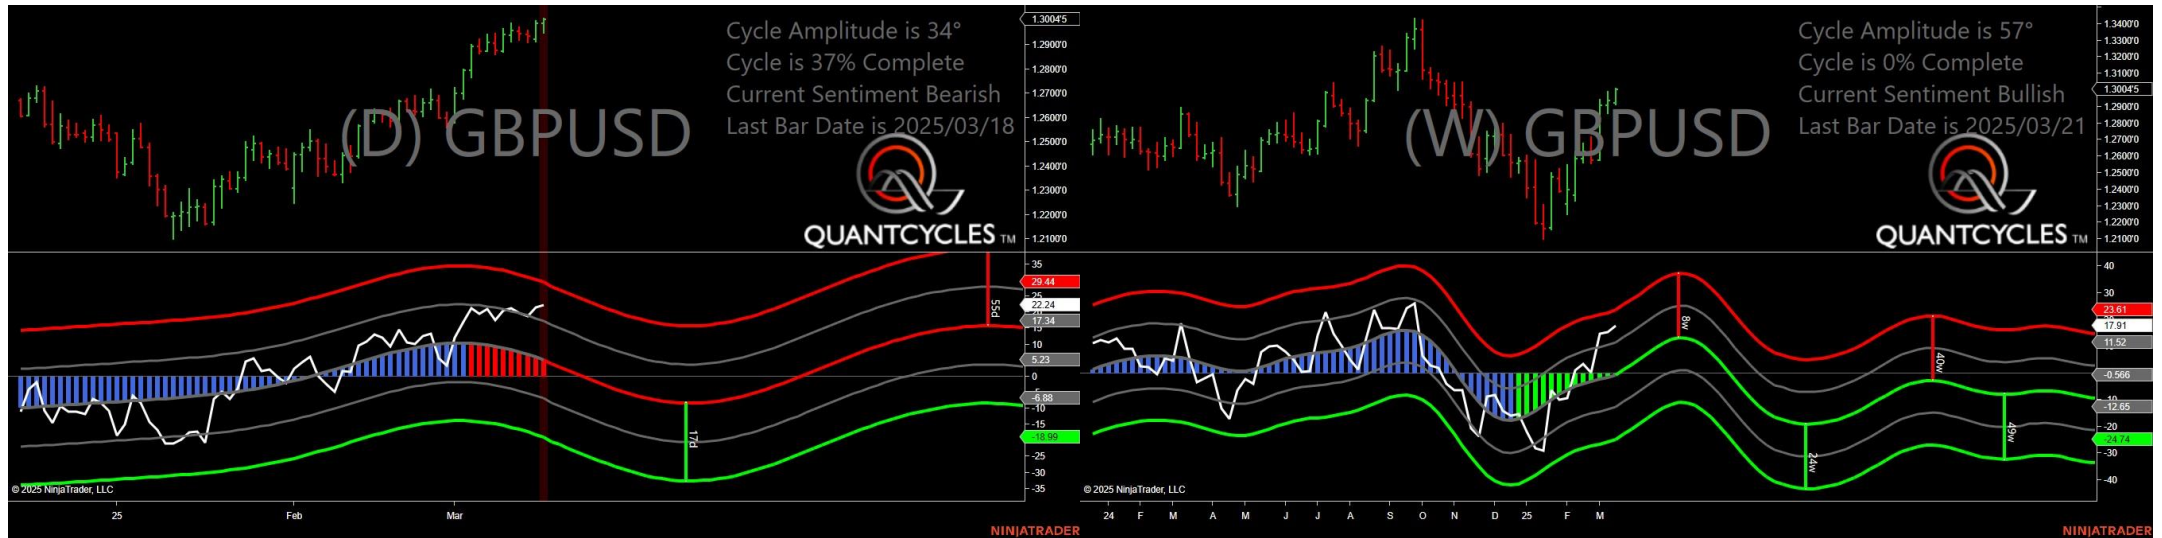 Cycle Amplitude is 34°
Cycle is 37% Complete
Current Sentiment Bearish
Last Bar Date is 2025/03/18
(D) GBPUSD
QUANTCYCLES TM
1.3004'5
1.2900'0
1.2800'0
1.2700'0
1.2600'0
1.2500'0
1.2400'0
1.2300'0
1.2200'0
1.2100'0
35
29.44
25
22.24
17.34
15
10
5.23
0
-6.88
-10
-15
-18.99
-25
-30
-35
55d
17d
© 2025 NinjaTrader, LLC
25 Feb Mar
NINJATRADER
Cycle Amplitude is 57°
Cycle is 0% Complete
Current Sentiment Bullish
Last Bar Date is 2025/03/21
(W) GBPUSD
QUANTCYCLES TM
1.3400'0
1.3300'0
1.3200'0
1.3100'0
1.3004'5
1.2900'0
1.2800'0
1.2700'0
1.2600'0
1.2500'0
1.2400'0
1.2300'0
1.2200'0
1.2100'0
40
30
23.61
17.91
11.52
-0.566
-10
-12.65
-20
-24.74
-30
-40
8w
24w
40w
49w
© 2025 NinjaTrader, LLC
24 F M A M J J A S O N D 25 F M
NINJATRADER